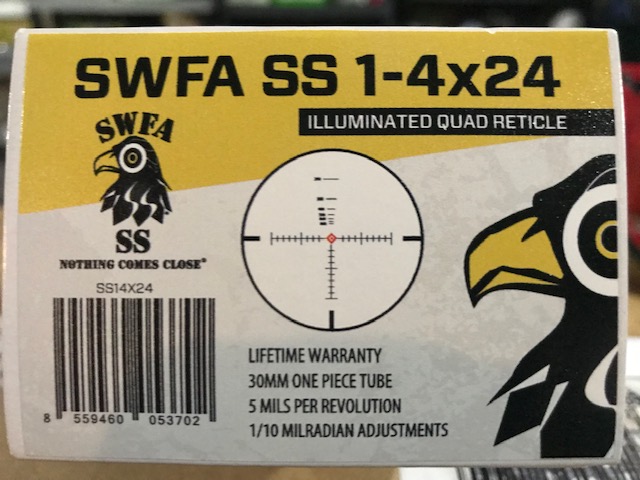 SWFA SS 1-4x24
ILLUMINATED QUAD RETICLE
SWFA
SS
NOTHING COMES CLOSE®
SS14X24
8 559460 053702
LIFETIME WARRANTY
30MM ONE PIECE TUBE
5 MILS PER REVOLUTION
1/10 MILRADIAN ADJUSTMENTS